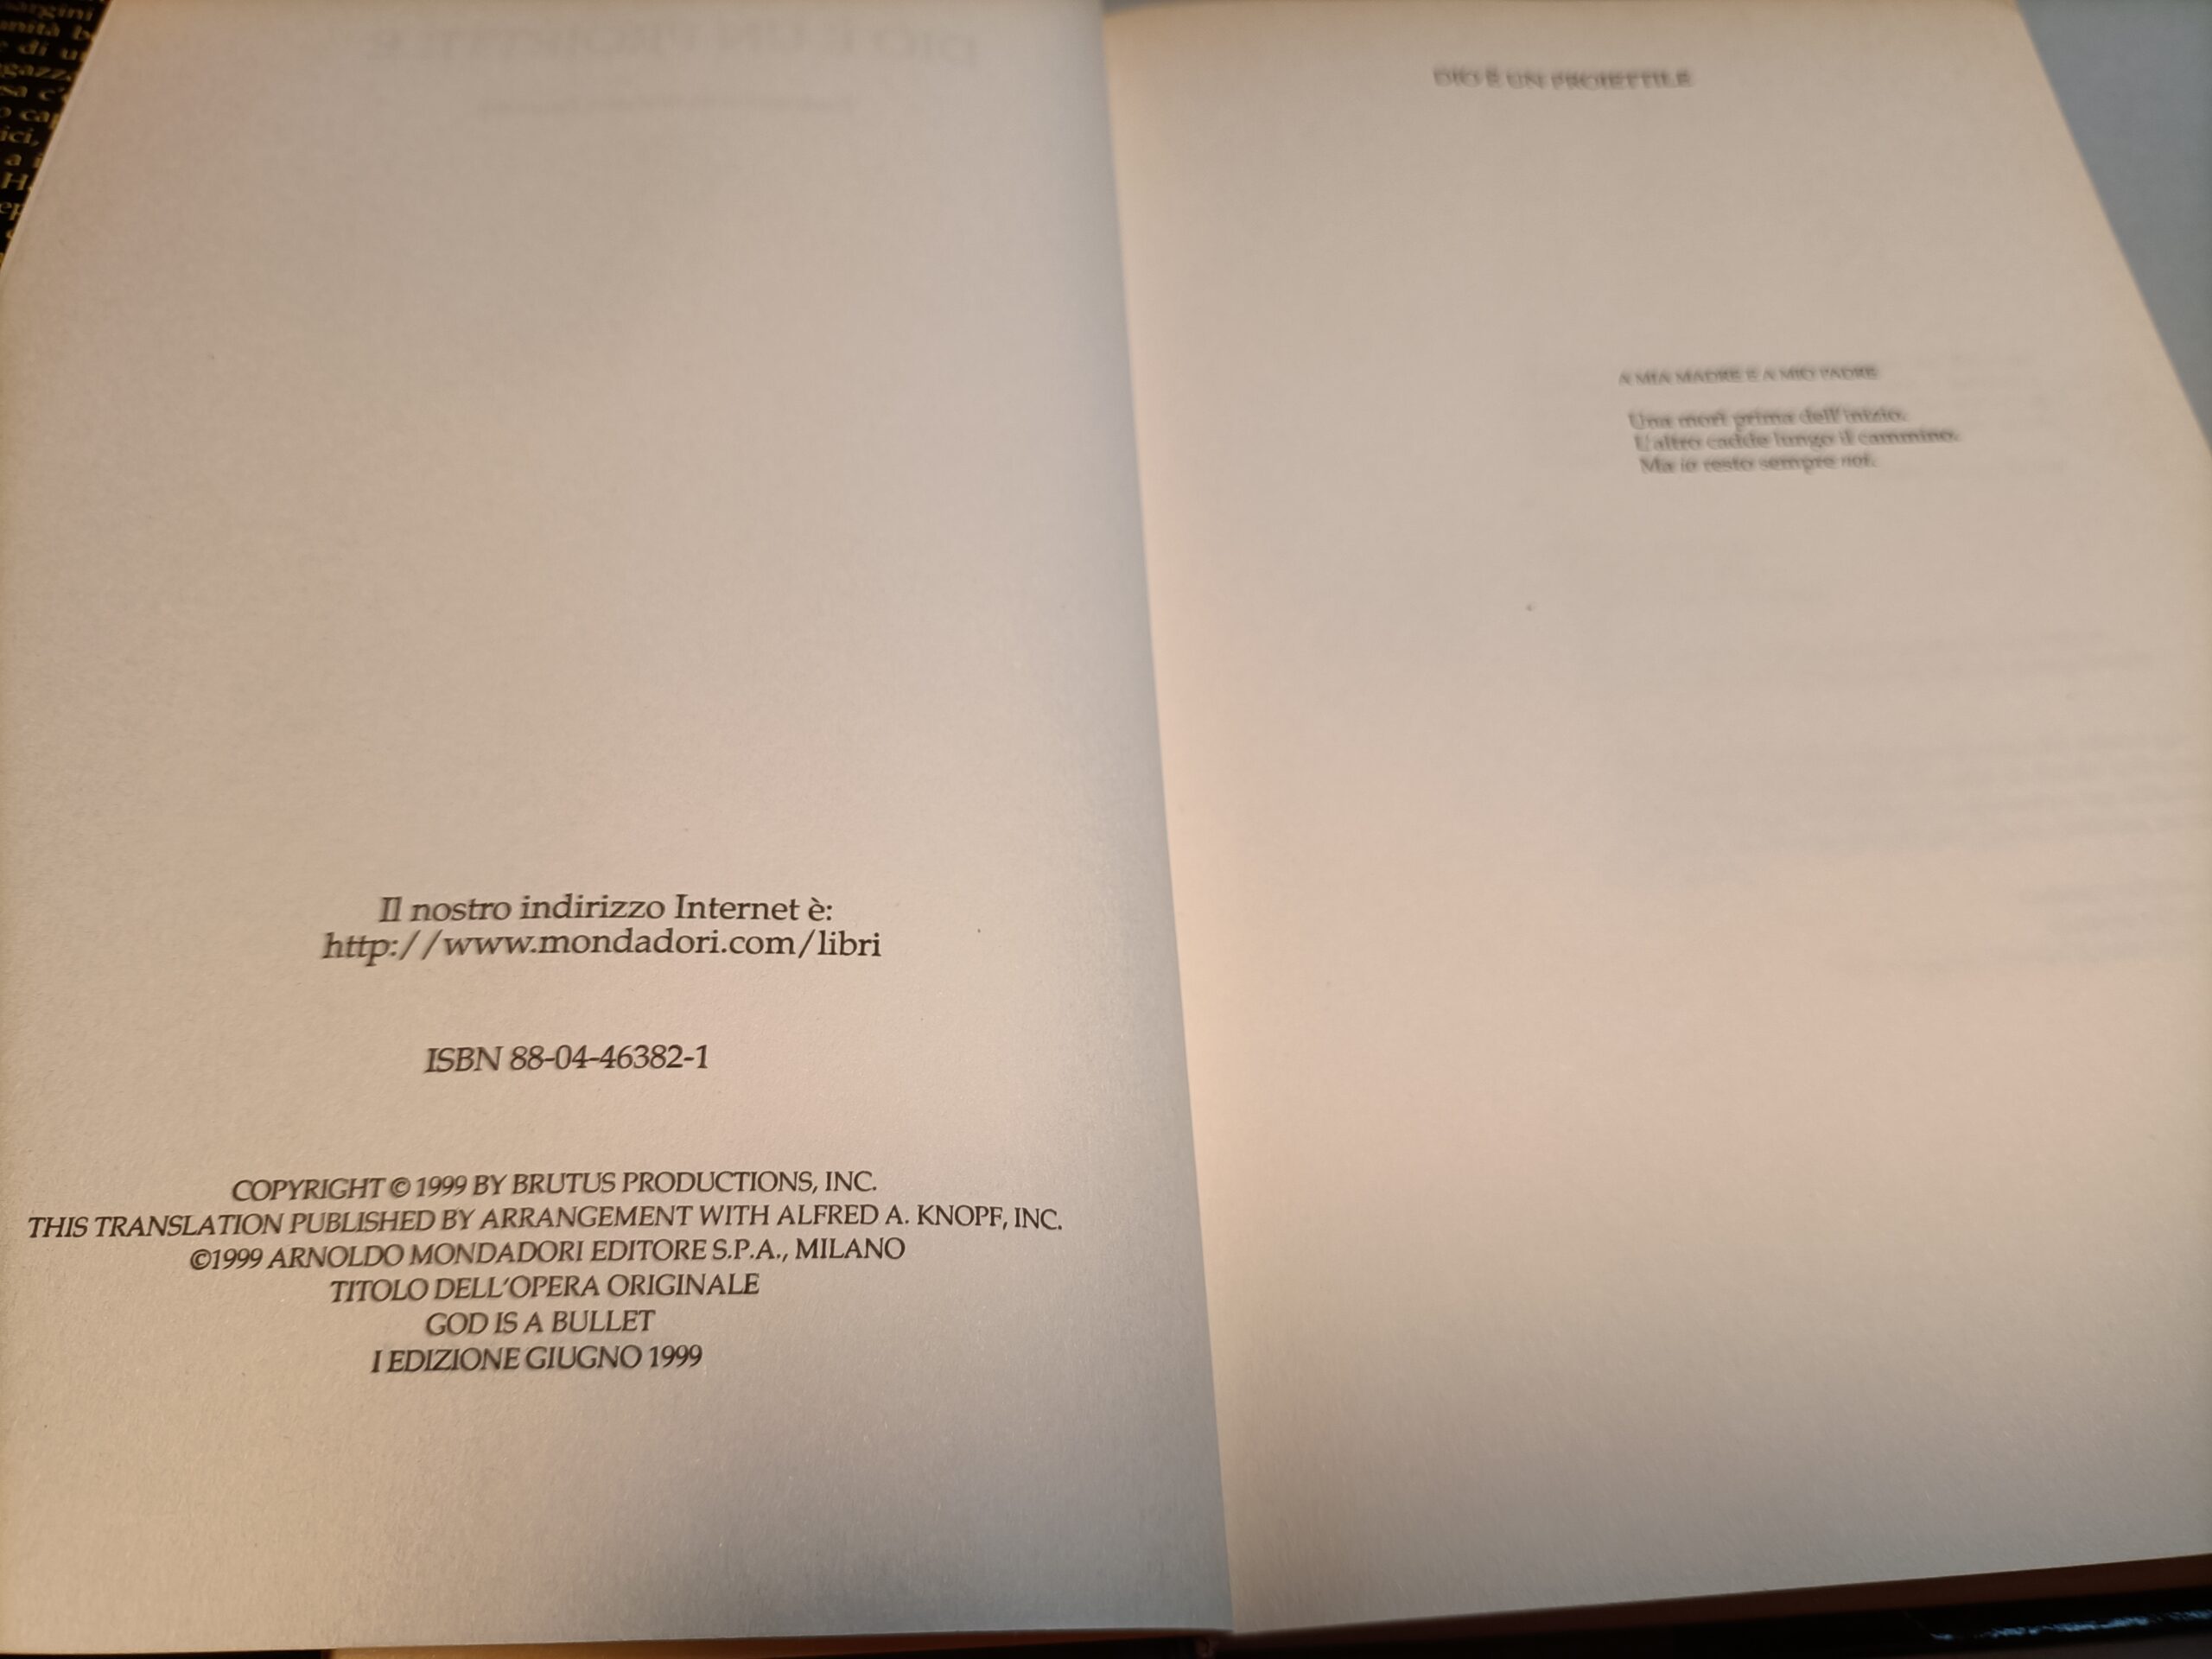 Il nostro indirizzo Internet è:
http://www.mondadori.com/libri
ISBN 88-04-46382-1
COPYRIGHT © 1999 BY BRUTUS PRODUCTIONS, INC.
THIS TRANSLATION PUBLISHED BY ARRANGEMENT WITH ALFRED A. KNOPF, INC.
©1999 ARNOLDO MONDADORI EDITORE S.P.A., MILANO
TITOLO DELL'OPERA ORIGINALE
GOD IS A BULLET
I EDIZIONE GIUGNO 1999
DIO È UN PROIETTILE
A MIA MADRE E A MIO PADRE
Una morì prima dell'inizio.
L'altro cadde lungo il cammino.
Ma io resto sempre noi.